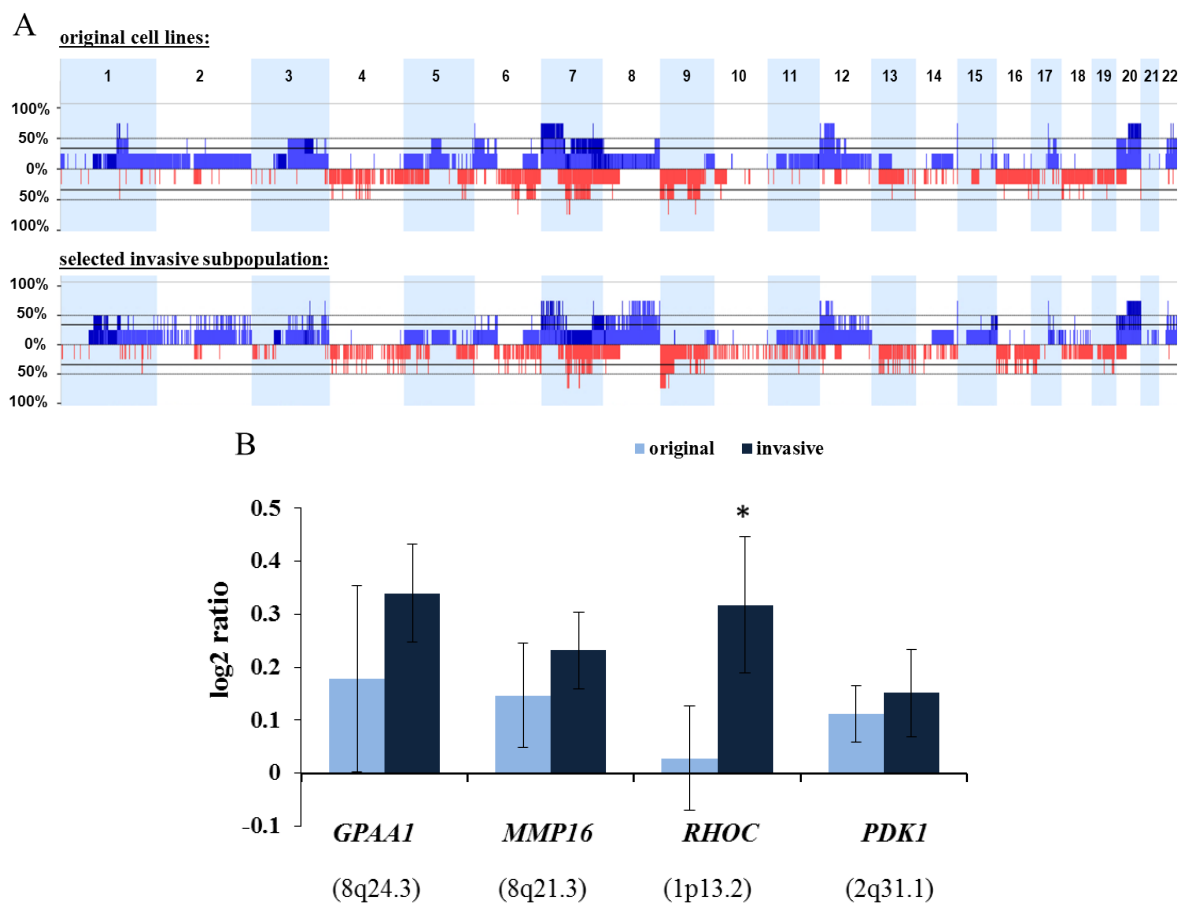 A
original cell lines:
1 2 3 4 5 6 7 8 9 10 11 12 13 14 15 16 17 18 19 20 21 22
100%
50%
0%
50%
100%
selected invasive subpopulation:
100%
50%
0%
50%
100%
B
original invasive
log2 ratio
0.5
0.4
0.3
0.2
0.1
0
-0.1
*
GPAA1 MMP16 RHOC PDK1
(8q24.3) (8q21.3) (1p13.2) (2q31.1)